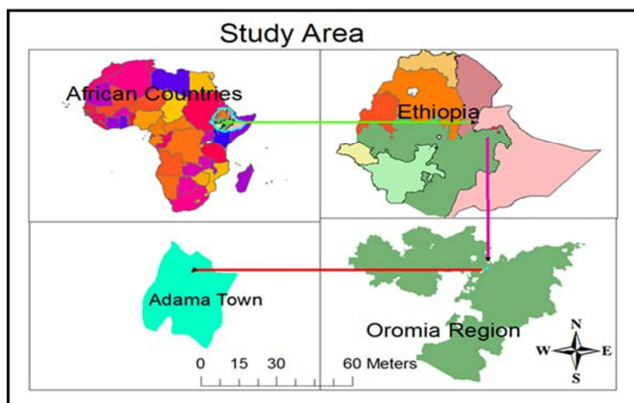 Study Area
African Countries
Ethiopia
Adama Town
Oromia Region
0 15 30 60 Meters
N
W E
S